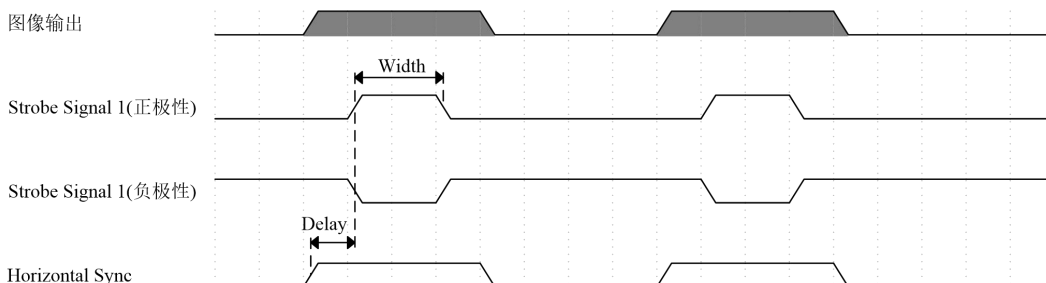 图像输出
Width
Strobe Signal 1(正极性)
Strobe Signal 1(负极性)
Delay
Horizontal Sync